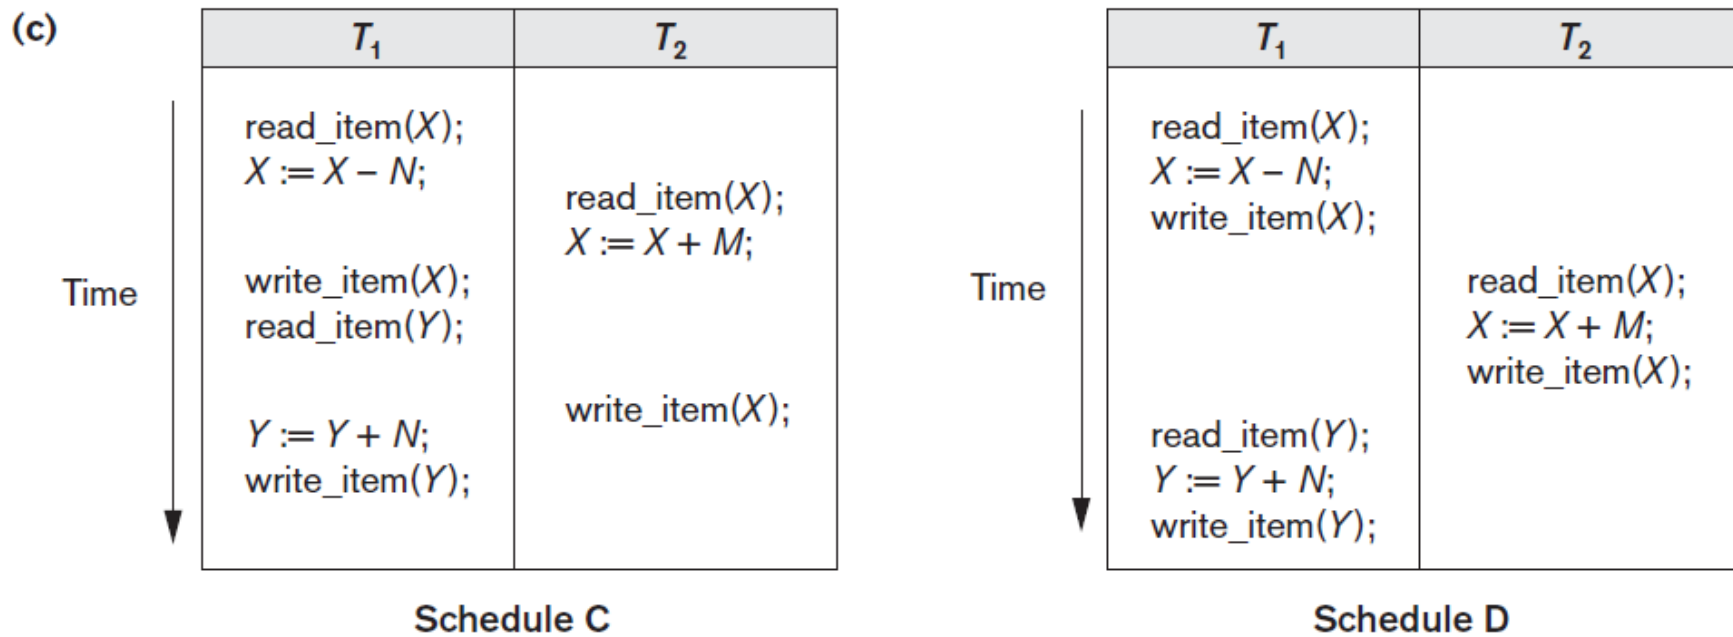 (c)
T₁ T₂
read_item(X);
X := X – N;
read_item(X);
X := X + M;
Time
write_item(X);
read_item(Y);
write_item(X);
Y := Y + N;
write_item(Y);
Schedule C
T₁ T₂
read_item(X);
X := X – N;
write_item(X);
Time
read_item(X);
X := X + M;
write_item(X);
read_item(Y);
Y := Y + N;
write_item(Y);
Schedule D